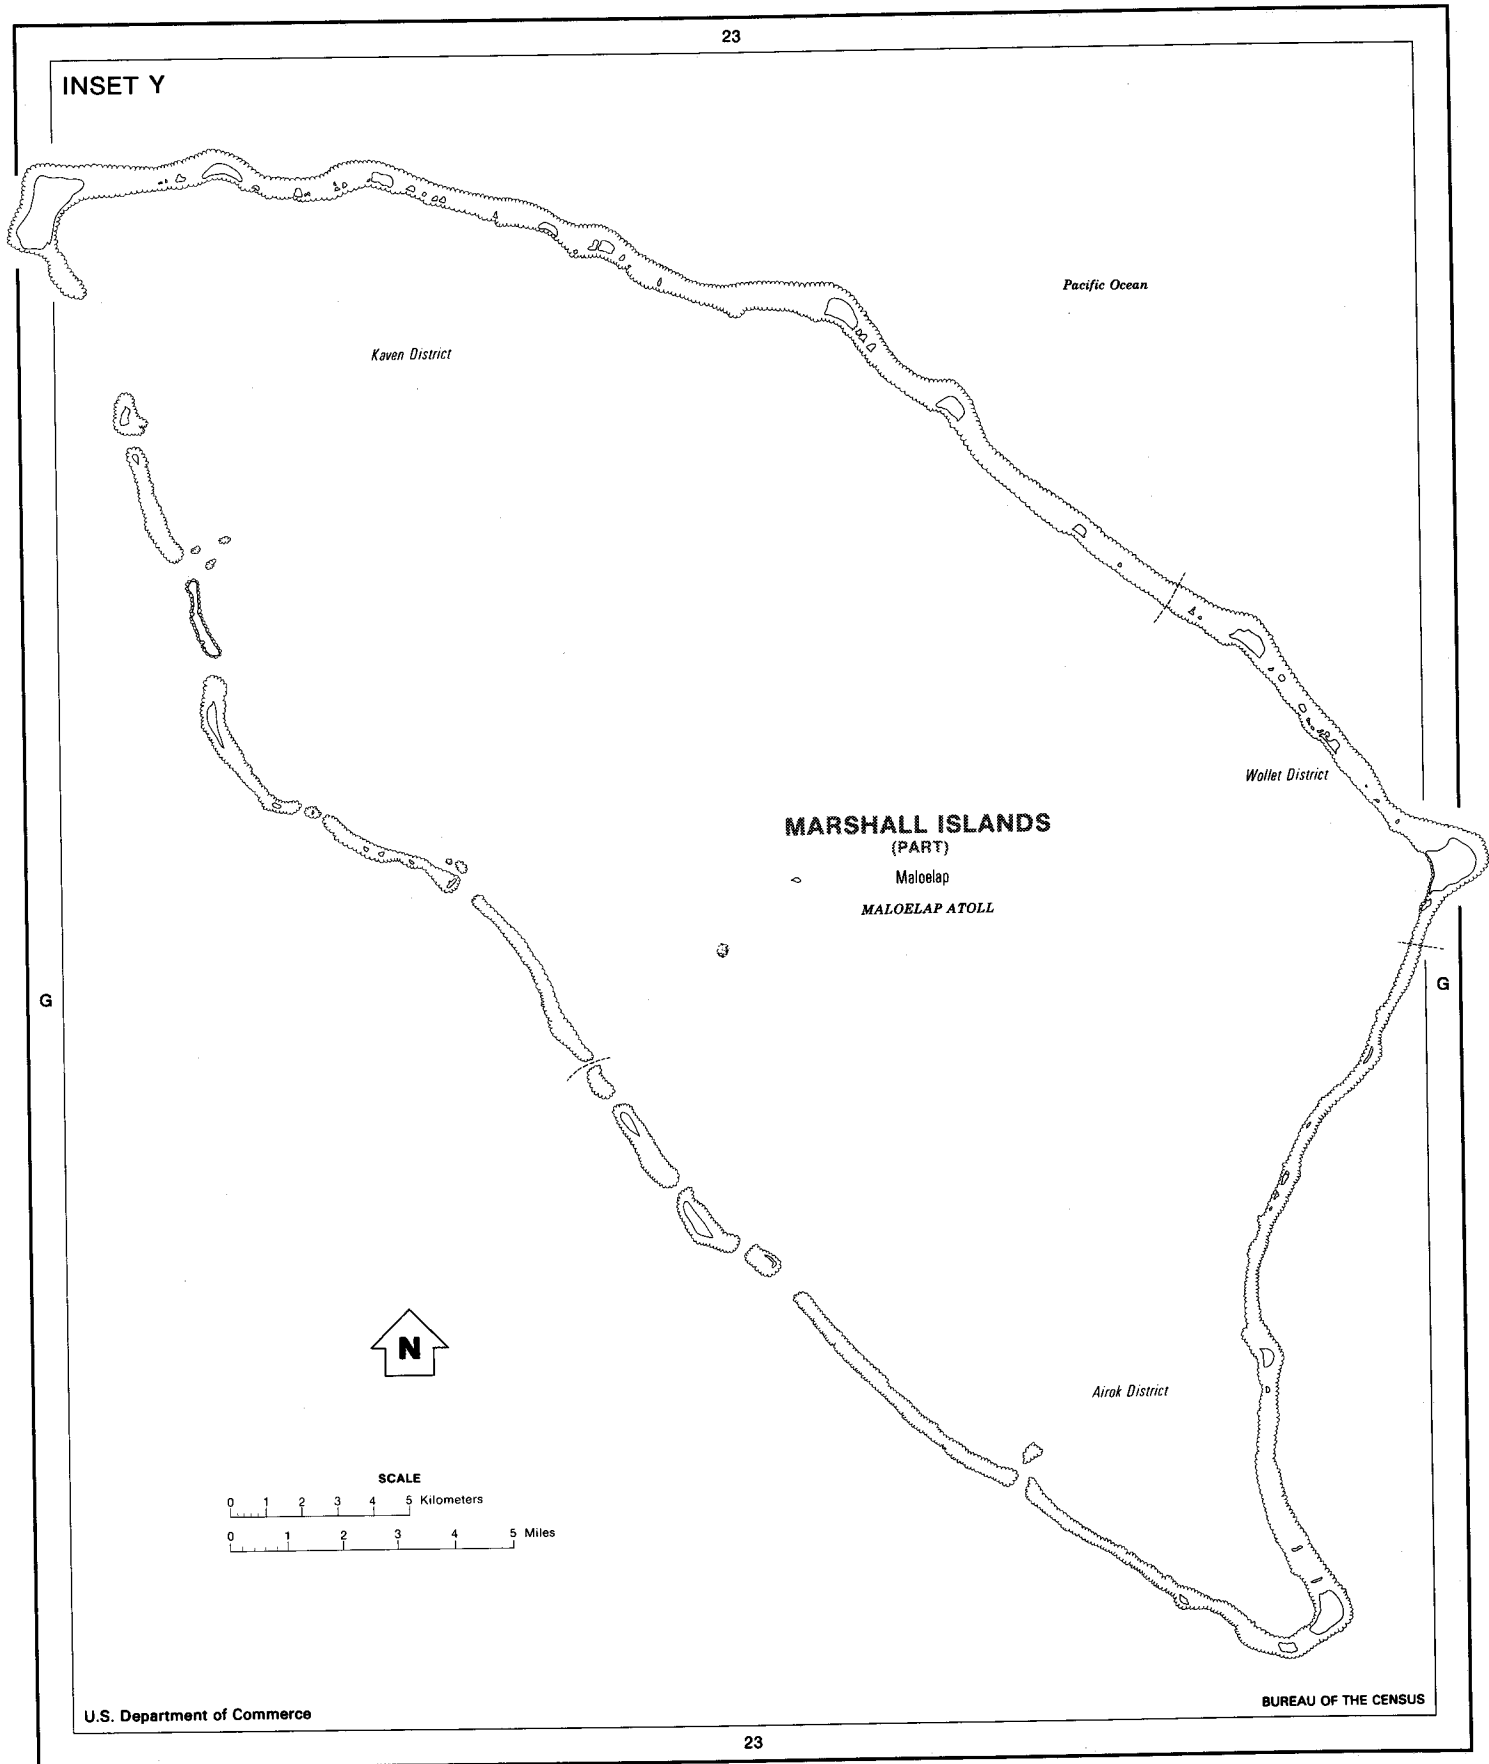 23
INSET Y
Pacific Ocean
Kaven District
Wollet District
MARSHALL ISLANDS
(PART)
Maloelap
MALOELAP ATOLL
G
G
N
Airok District
SCALE
0 1 2 3 4 5 Kilometers
0 1 2 3 4 5 Miles
U.S. Department of Commerce
BUREAU OF THE CENSUS
23